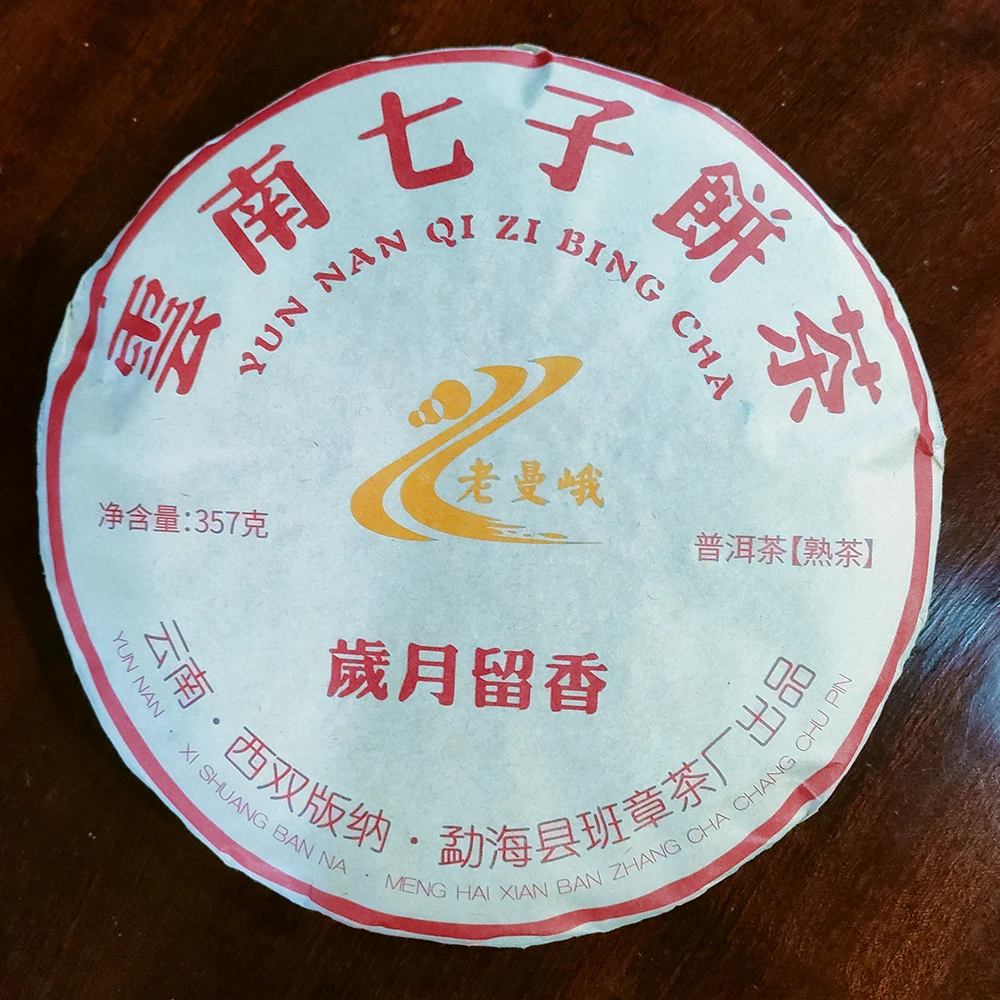 雲南七子餅茶
YUN NAN QI ZI BING CHA
老曼峨
净含量:357克
普洱茶【熟茶】
歲月留香
云南·西双版纳·勐海县班章茶厂出品
YUN NAN XI SHUANG BAN NA MENG HAI XIAN BAN ZHANG CHA CHANG CHU PIN